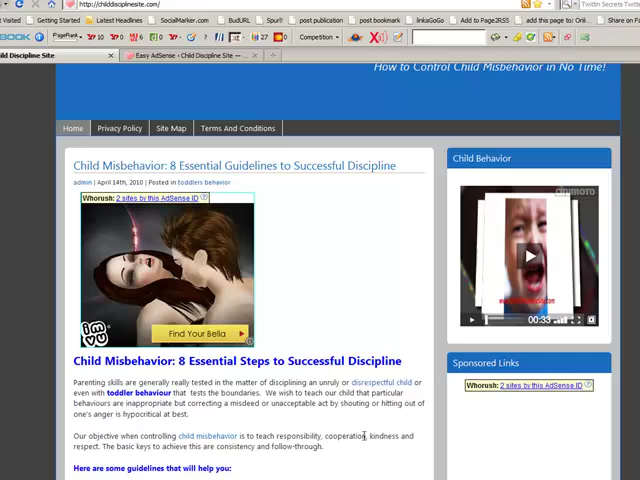 http://childdisciplinesite.com/
Getting Started Latest Headlines SocialMarker.com BudURL Spurl! post publication post bookmark linkaGoGo Add to Page2RSS add this page to: Twittin Secrets
PageRank Competition
ld Discipline Site Easy AdSense ‹ Child Discipline Site — ...
How to Control Child Misbehavior in No Time!
Home Privacy Policy Site Map Terms And Conditions
Child Misbehavior: 8 Essential Guidelines to Successful Discipline
admin | April 14th, 2010 | Posted in toddlers behavior
Whorush: 2 sites by this AdSense ID
imvu
Find Your Bella
Child Misbehavior: 8 Essential Steps to Successful Discipline
Parenting skills are generally really tested in the matter of disciplining an unruly or disrespectful child or
even with toddler behaviour that tests the boundaries. We wish to teach our child that particular
behaviours are inappropriate but correcting a misdeed or unacceptable act by shouting or hitting out of
one's anger is hypocritical at best.
Our objective when controlling child misbehavior is to teach responsibility, cooperation, kindness and
respect. The basic keys to achieve this are consistency and follow-through.
Here are some guidelines that will help you:
Child Behavior
00:33
Sponsored Links
Whorush: 2 sites by this AdSense ID